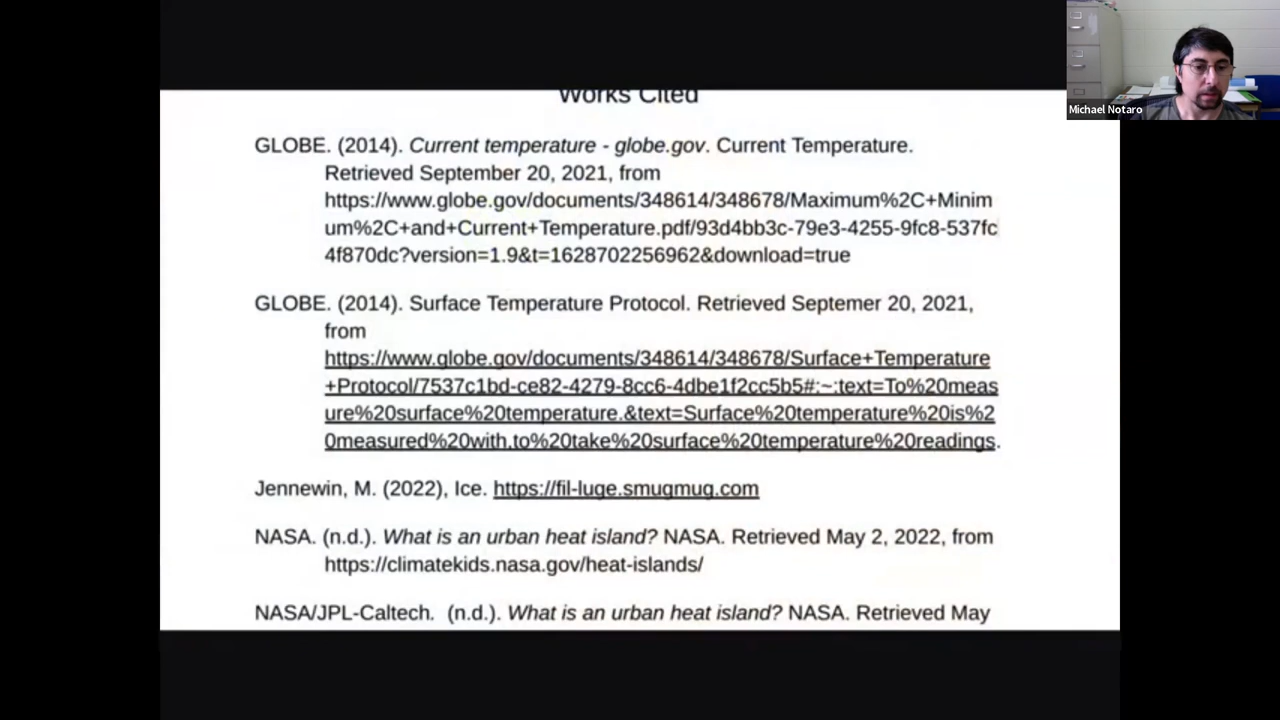 Works Cited
GLOBE. (2014). Current temperature - globe.gov. Current Temperature.
Retrieved September 20, 2021, from
https://www.globe.gov/documents/348614/348678/Maximum%2C+Minim
um%2C+and+Current+Temperature.pdf/93d4bb3c-79e3-4255-9fc8-537fc
4f870dc?version=1.9&t=1628702256962&download=true
GLOBE. (2014). Surface Temperature Protocol. Retrieved Septemer 20, 2021,
from
https://www.globe.gov/documents/348614/348678/Surface+Temperature
+Protocol/7537c1bd-ce82-4279-8cc6-4dbe1f2cc5b5#:~:text=To%20meas
ure%20surface%20temperature.&text=Surface%20temperature%20is%2
0measured%20with,to%20take%20surface%20temperature%20readings.
Jennewin, M. (2022), Ice. https://fil-luge.smugmug.com
NASA. (n.d.). What is an urban heat island? NASA. Retrieved May 2, 2022, from
https://climatekids.nasa.gov/heat-islands/
NASA/JPL-Caltech. (n.d.). What is an urban heat island? NASA. Retrieved May
Michael Notaro